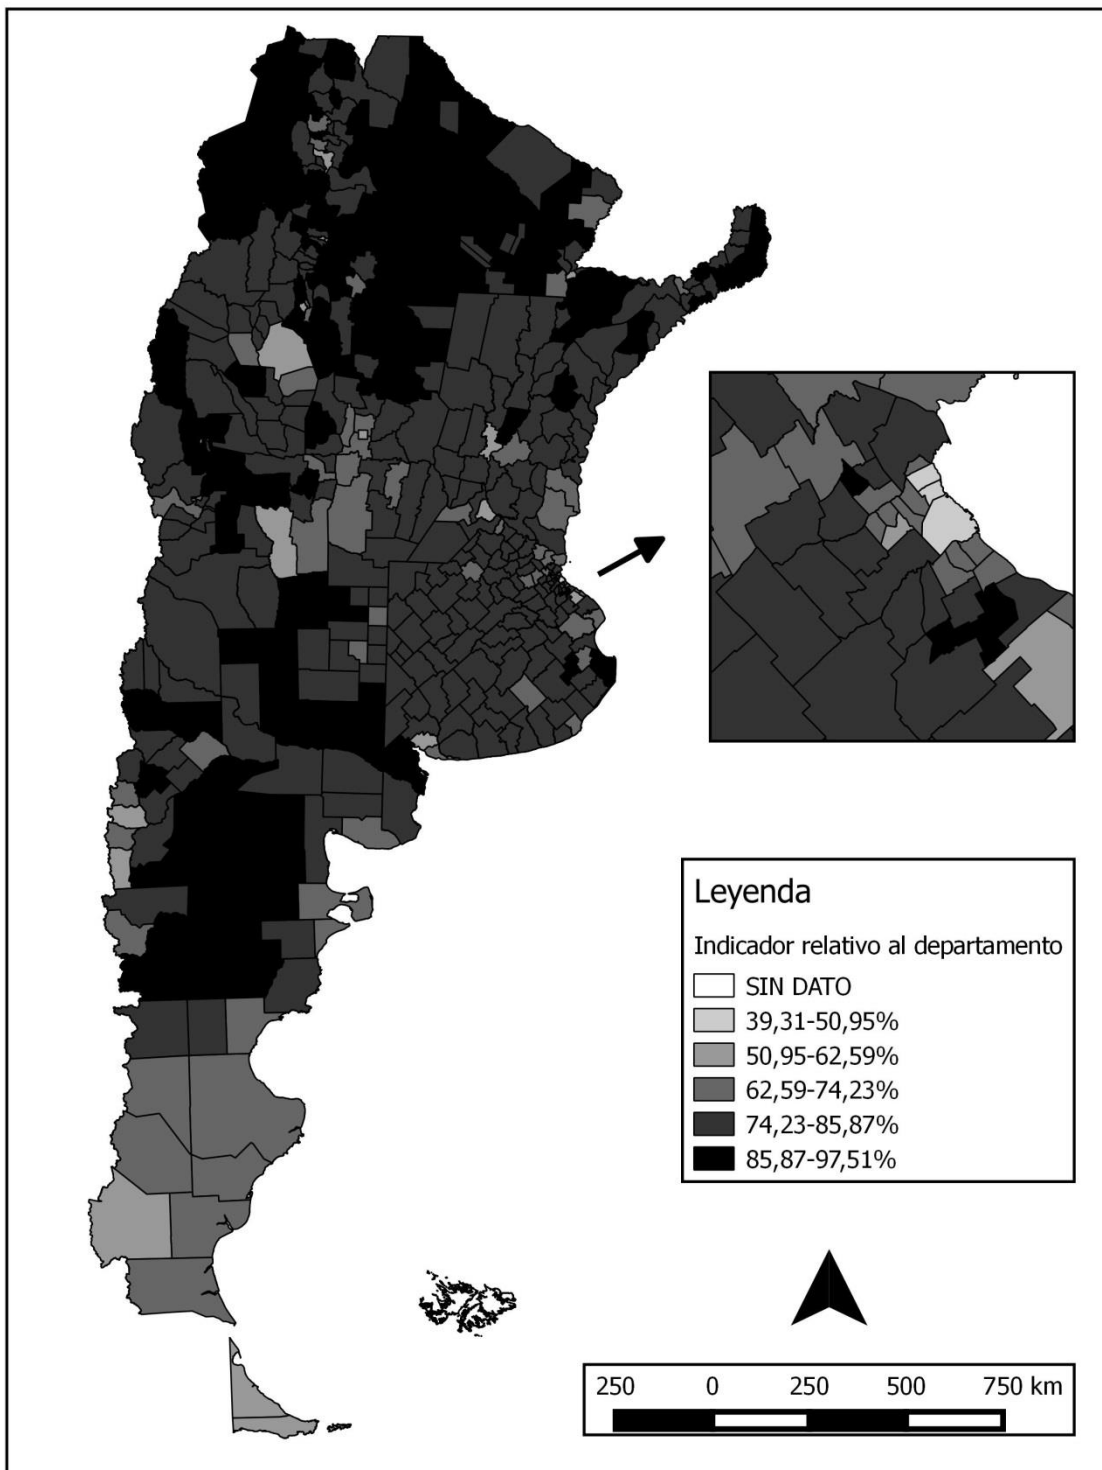 Leyenda
Indicador relativo al departamento
SIN DATO
39,31-50,95%
50,95-62,59%
62,59-74,23%
74,23-85,87%
85,87-97,51%
250 0 250 500 750 km